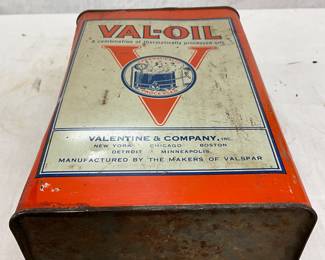 VAL-OIL
a combination of thermatically processed oils
VALENTINE & COMPANY, INC.
NEW YORK CHICAGO BOSTON
DETROIT MINNEAPOLIS
MANUFACTURED BY THE MAKERS OF VALSPAR